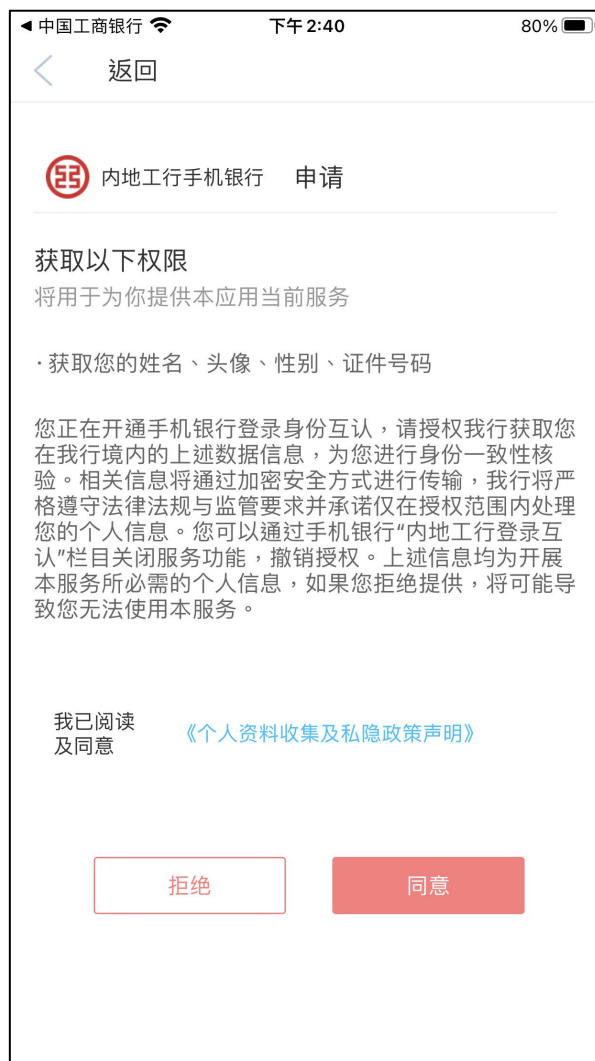 ◀ 中国工商银行 下午 2:40 80%
返回
内地工行手机银行 申请
获取以下权限
将用于为你提供本应用当前服务
·获取您的姓名、头像、性别、证件号码
您正在开通手机银行登录身份互认，请授权我行获取您
在我行境内的上述数据信息，为您进行身份一致性核
验。相关信息将通过加密安全方式进行传输，我行将严
格遵守法律法规与监管要求并承诺仅在授权范围内处理
您的个人信息。您可以通过手机银行“内地工行登录互
认”栏目关闭服务功能，撤销授权。上述信息均为开展
本服务所必需的个人信息，如果您拒绝提供，将可能导
致您无法使用本服务。
我已阅读
及同意
《个人资料收集及私隐政策声明》
拒绝 同意